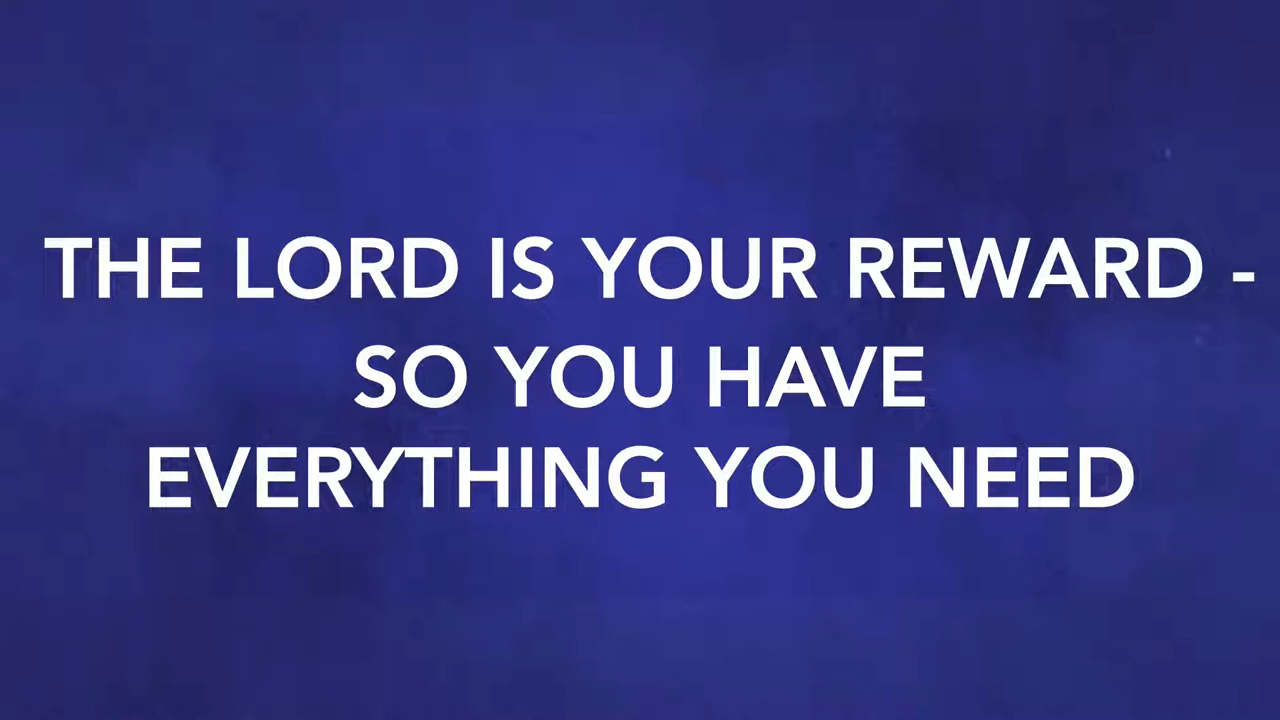 THE LORD IS YOUR REWARD -
SO YOU HAVE
EVERYTHING YOU NEED